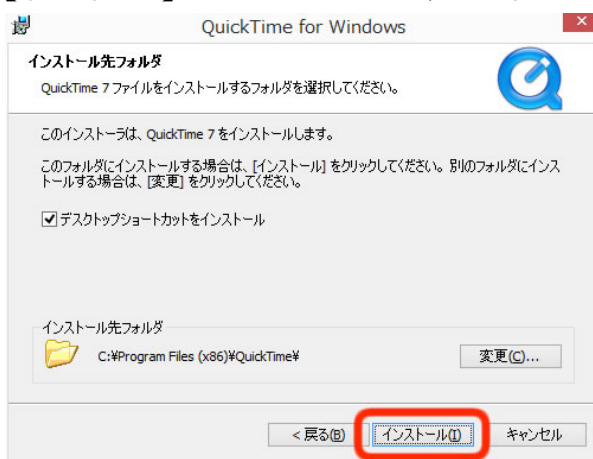 QuickTime for Windows
インストール先フォルダ
QuickTime 7 ファイルをインストールするフォルダを選択してください。
このインストーラは、QuickTime 7 をインストールします。
このフォルダにインストールする場合は、[インストール] をクリックしてください。別のフォルダにインス
トールする場合は、[変更] をクリックしてください。
デスクトップショートカットをインストール
インストール先フォルダ
C:¥Program Files (x86)¥QuickTime¥
変更(C)...
< 戻る(B)
インストール(I)
キャンセル